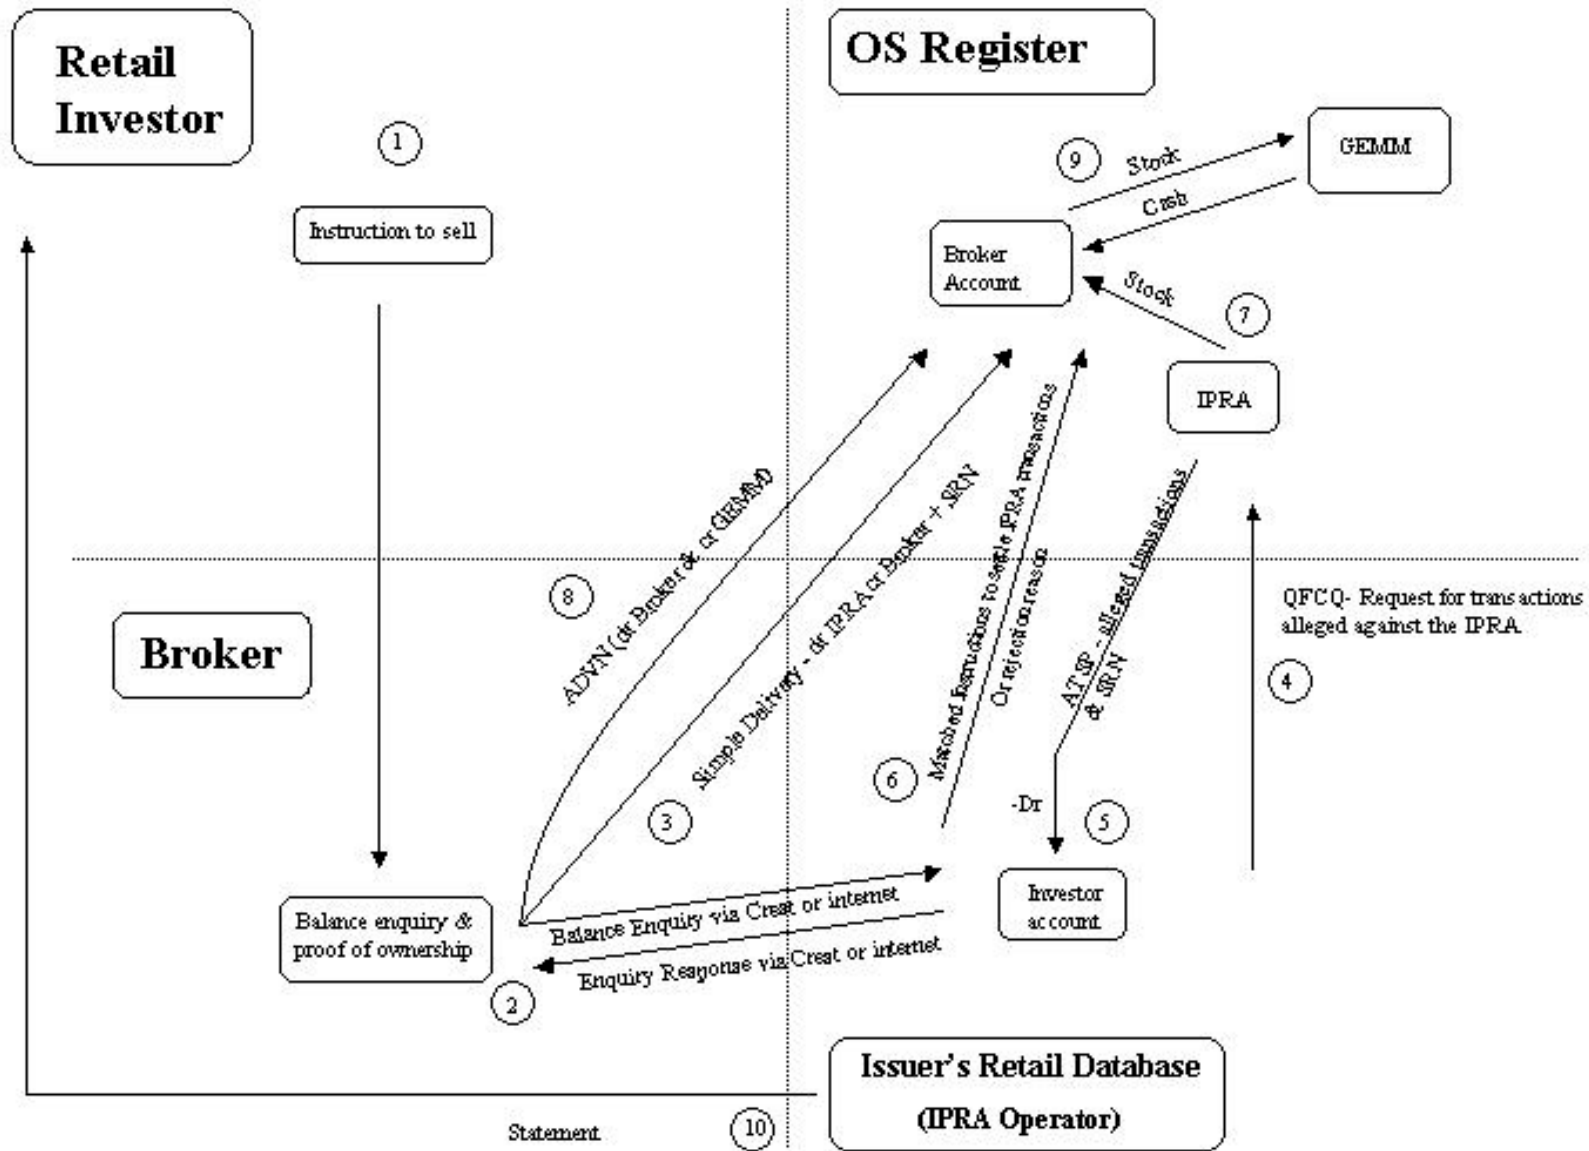 Retail
Investor
OS Register
1
Instruction to sell
9
Stock
Cash
GEMM
Broker
Account
Stock
7
IPRA
8
ADVN (dr Broker & cr GEMM)
Simple Delivery - dr IPRA cr Broker + SRN
3
Matched Instructions to settle IPRA transactions
Or rejection reason
6
ATSP - alleged transactions
& SRN
QFCQ- Request for transactions
alleged against the IPRA
4
Broker
-Dr
5
Balance enquiry &
proof of ownership
2
Balance Enquiry via Crest or internet
Enquiry Response via Crest or internet
Investor
account
Issuer's Retail Database
(IPRA Operator)
Statement
10